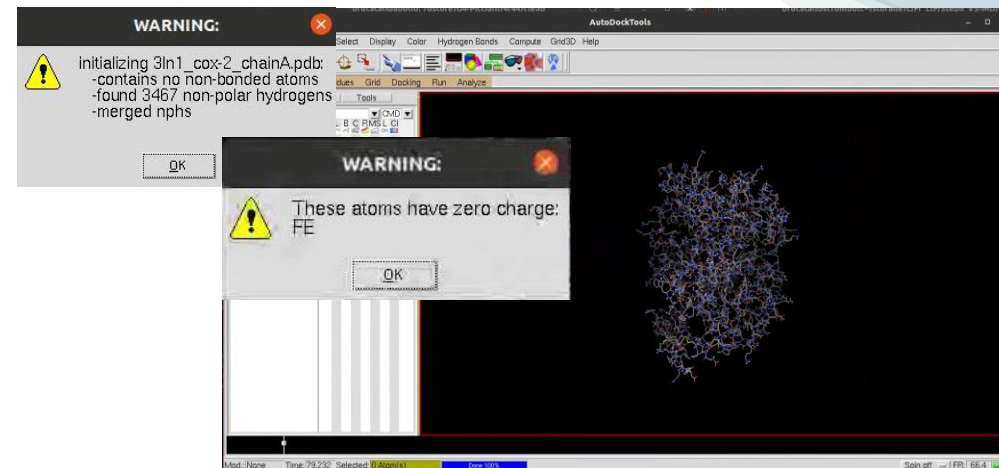 WARNING:
initializing 3ln1_cox-2_chainA.pdb:
-contains no non-bonded atoms
-found 3467 non-polar hydrogens
-merged nphs
OK
AutoDockTools
Select Display Color Hydrogen Bonds Compute Grid3D Help
Grid Docking Run Analyze
Tools
CMD
WARNING:
These atoms have zero charge:
FE
OK
Mod.: None Time: 79.232 Selected: 0 Atom(s) Done 100% Spin off FR: 66.4